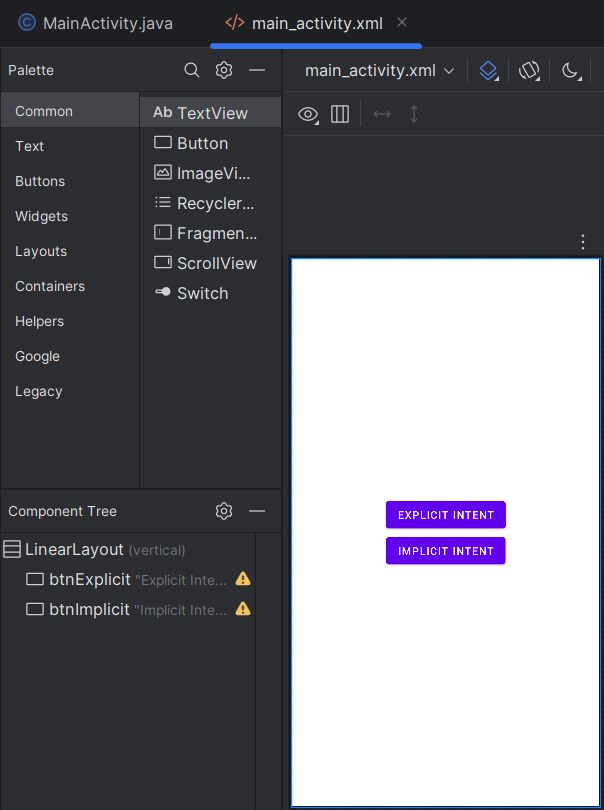 MainActivity.java
main_activity.xml
Palette
main_activity.xml
Common
Text
Buttons
Widgets
Layouts
Containers
Helpers
Google
Legacy
Ab TextView
Button
ImageVi...
Recycler...
Fragmen...
ScrollView
Switch
EXPLICIT INTENT
IMPLICIT INTENT
Component Tree
LinearLayout (vertical)
btnExplicit "Explicit Inte...
btnImplicit "Implicit Inte...